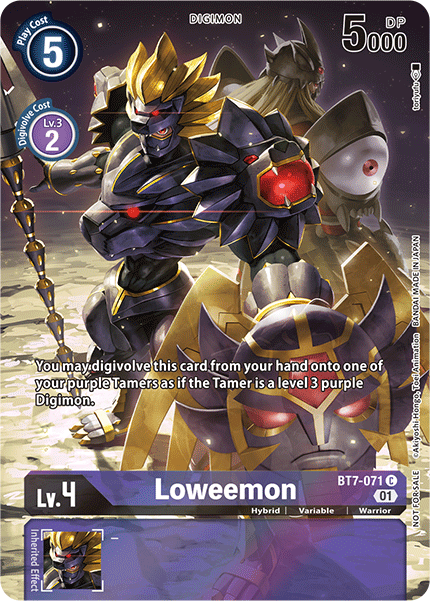 DIGIMON
Play Cost
5
5000
DP
Digivolve Cost
Lv.3
2
toriyufu
©Akiyoshi Hongo, Toei Animation
BANDAI MADE IN JAPAN
NOT FOR SALE
You may digivolve this card from your hand onto one of
your purple Tamers as if the Tamer is a level 3 purple
Digimon.
Lv.4
Loweemon
BT7-071 C
01
Hybrid | Variable | Warrior
Inherited Effect
–